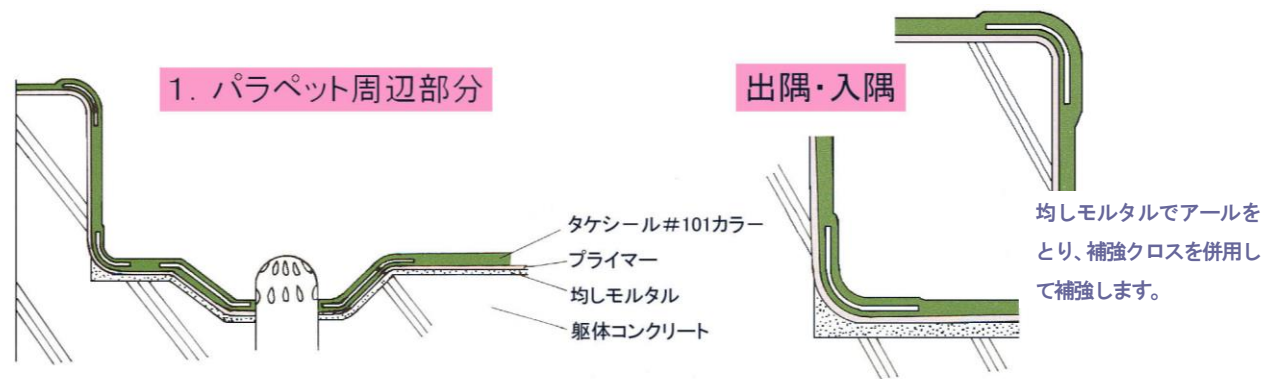 1. パラペット周辺部分
タケシール#101カラー
プライマー
均しモルタル
躯体コンクリート
出隅・入隅
均しモルタルでアールを
とり、補強クロスを併用し
て補強します。